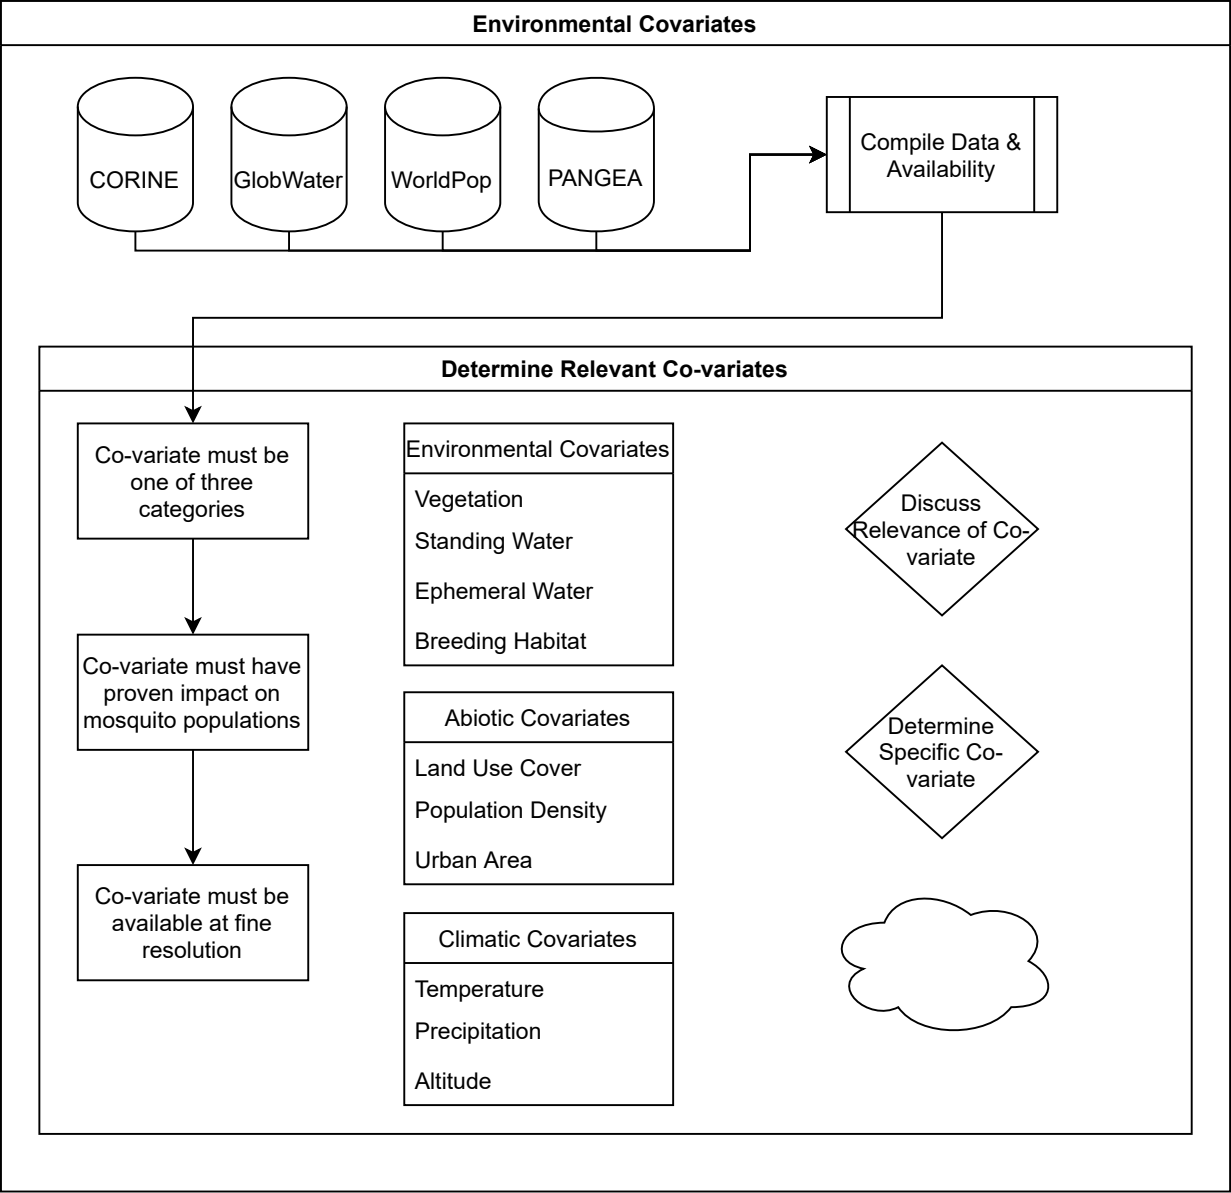 Environmental Covariates
CORINE
GlobWater
WorldPop
PANGEA
Compile Data &
Availability
Determine Relevant Co-variates
Co-variate must be
one of three
categories
Co-variate must have
proven impact on
mosquito populations
Co-variate must be
available at fine
resolution
Environmental Covariates
Vegetation
Standing Water
Ephemeral Water
Breeding Habitat
Abiotic Covariates
Land Use Cover
Population Density
Urban Area
Climatic Covariates
Temperature
Precipitation
Altitude
Discuss
Relevance of Co-
variate
Determine
Specific Co-
variate